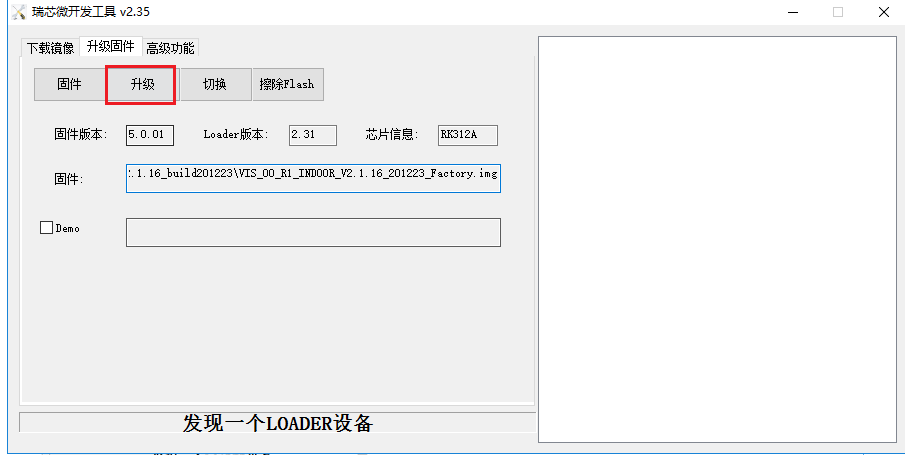 瑞芯微开发工具 v2.35
下载镜像 升级固件 高级功能
固件 升级 切换 擦除Flash
固件版本: 5.0.01 Loader版本: 2.31 芯片信息: RK312A
固件: .1.16_build201223\VIS_00_R1_INDOOR_V2.1.16_201223_Factory.img
Demo
发现一个LOADER设备